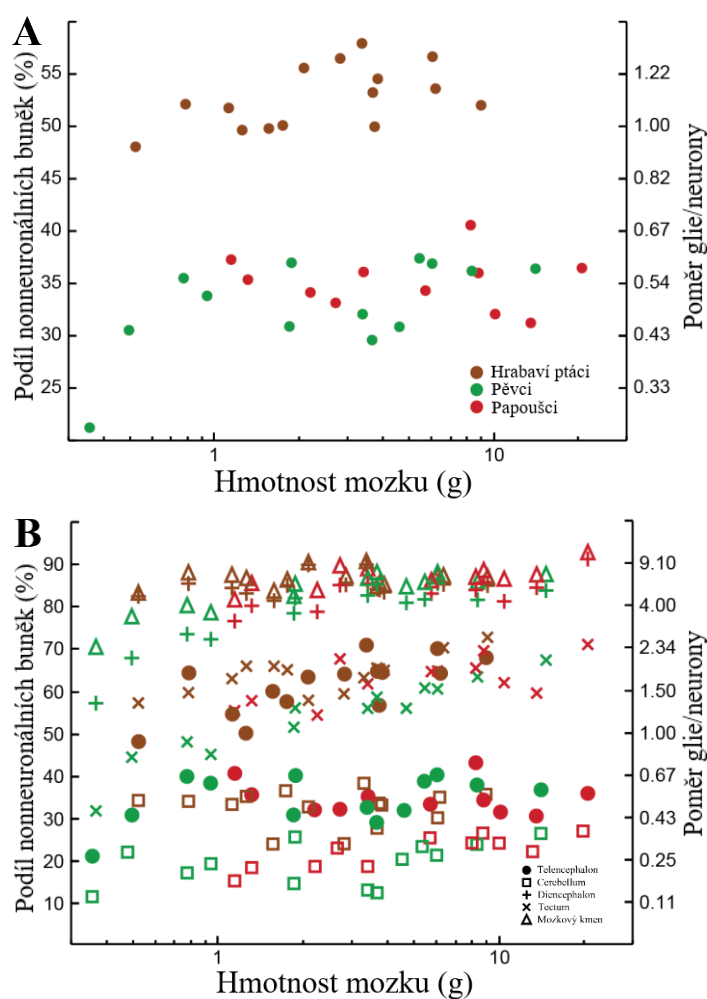 A
Podíl nonneuronálních buněk (%)
55
50
45
40
35
30
25
1.22
1.00
0.82
0.67
0.54
0.43
0.33
Poměr glie/neurony
Hrabaví ptáci
Pěvci
Papoušci
1
10
Hmotnost mozku (g)
B
Podíl nonneuronálních buněk (%)
90
80
70
60
50
40
30
20
10
9.10
4.00
2.34
1.50
1.00
0.67
0.43
0.25
0.11
Poměr glie/neurony
Telencephalon
Cerebellum
Diencephalon
Tectum
Mozkový kmen
1
10
Hmotnost mozku (g)